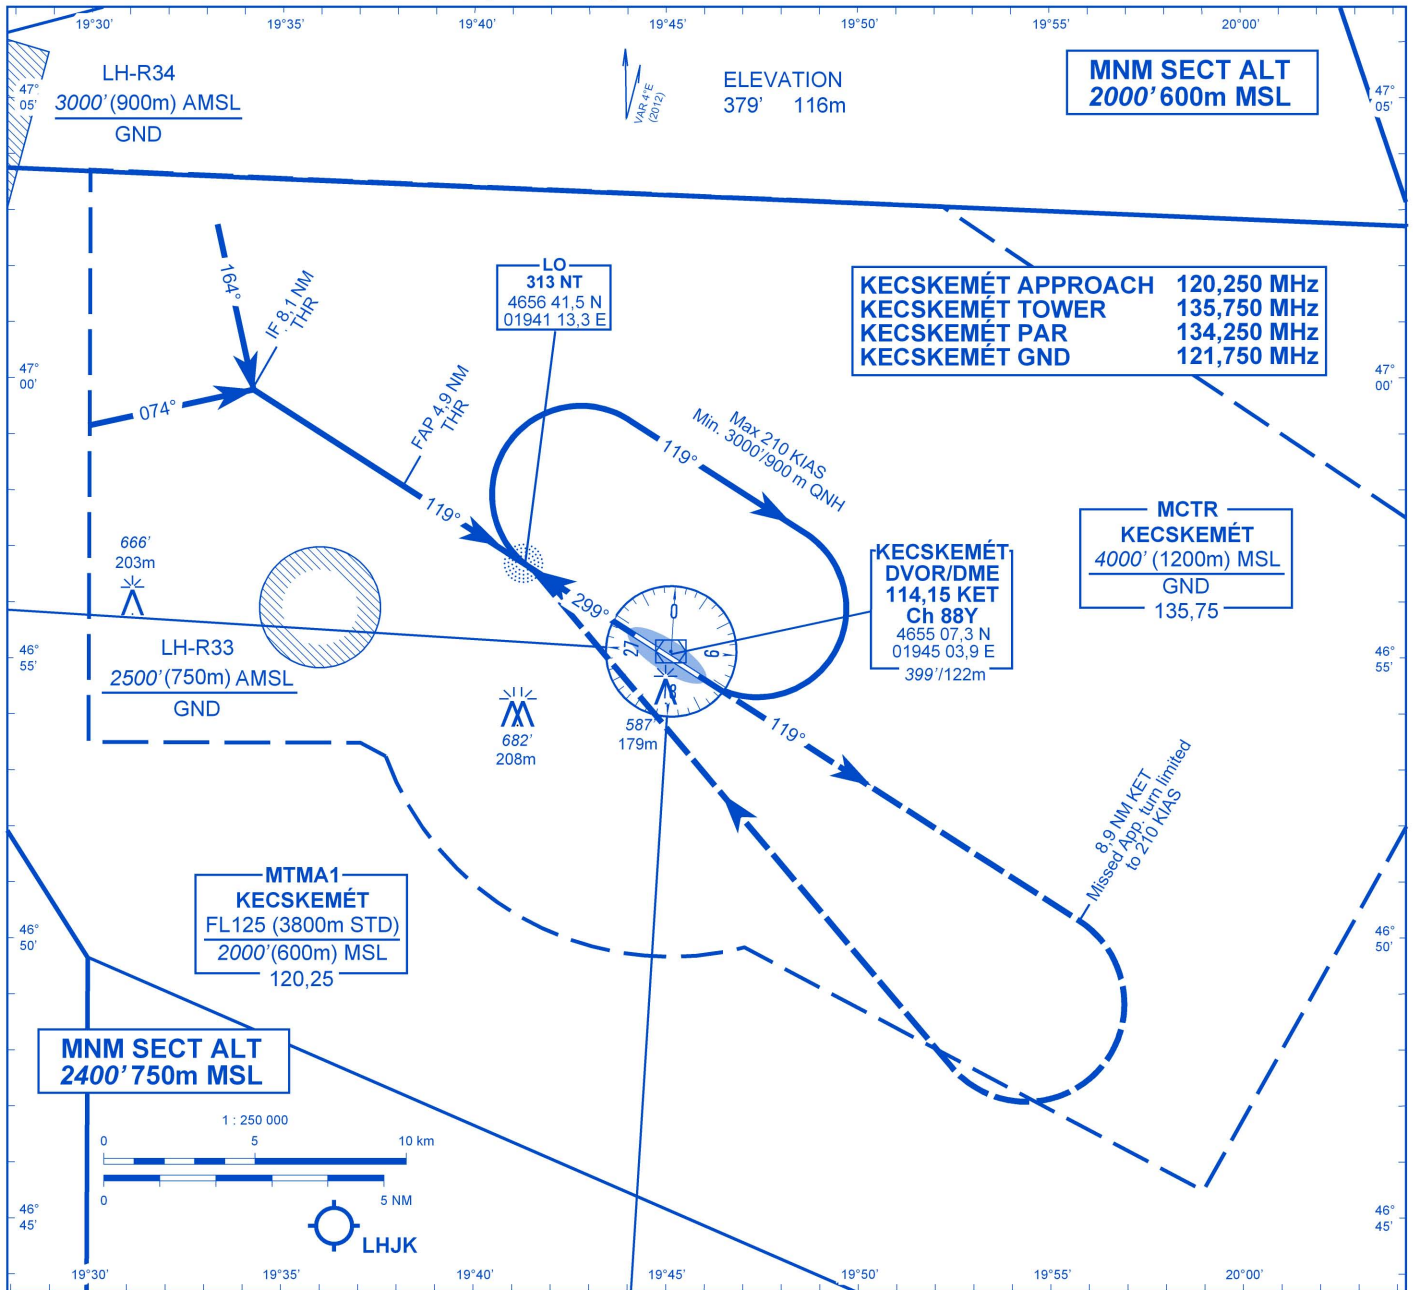 19°30′
19°35′
19°40′
19°45′
19°50′
19°55′
20°00′
47°
05′
47°
05′
LH-R34
3000′ (900m) AMSL
GND
VAR 4°E
(2012)
ELEVATION
379′ 116m
MNM SECT ALT
2000′ 600m MSL
164°
IF 8,1 NM
THR
074°
LO
313 NT
4656 41,5 N
01941 13,3 E
KECSKEMÉT APPROACH 120,250 MHz
KECSKEMÉT TOWER 135,750 MHz
KECSKEMÉT PAR 134,250 MHz
KECSKEMÉT GND 121,750 MHz
47°
00′
47°
00′
FAP 4,9 NM
THR
119°
119°
Max 210 KIAS
Min. 3000′/900 m QNH
MCTR
KECSKEMÉT
4000′ (1200m) MSL
GND
135,75
666′
203m
KECSKEMÉT
DVOR/DME
114,15 KET
Ch 88Y
4655 07,3 N
01945 03,9 E
399′/122m
299°
0
9
27
46°
55′
46°
55′
LH-R33
2500′ (750m) AMSL
GND
682′
208m
587′
179m
119°
8,9 NM KET
Missed App. turn limited
to 210 KIAS
MTMA1
KECSKEMÉT
FL125 (3800m STD)
2000′ (600m) MSL
120,25
46°
50′
46°
50′
MNM SECT ALT
2400′ 750m MSL
1 : 250 000
0 5 10 km
0 5 NM
LHJK
46°
45′
46°
45′
19°30′
19°35′
19°40′
19°45′
19°50′
19°55′
20°00′